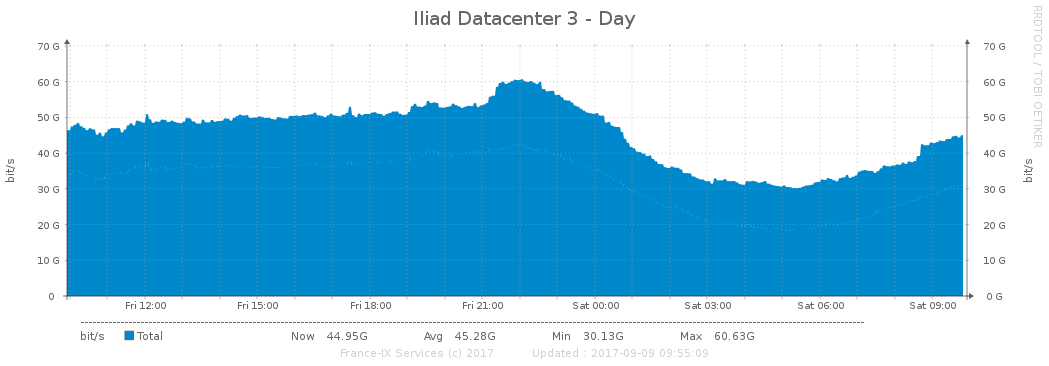 Iliad Datacenter 3 - Day
RRDTOOL / TOBI OETIKER
70 G 70 G
60 G 60 G
50 G 50 G
40 G 40 G
30 G 30 G
20 G 20 G
10 G 10 G
0 0 G
bit/s bit/s
Fri 12:00 Fri 15:00 Fri 18:00 Fri 21:00 Sat 00:00 Sat 03:00 Sat 06:00 Sat 09:00
bit/s Total Now 44.95G Avg 45.28G Min 30.13G Max 60.63G
France-IX Services (c) 2017 Updated : 2017-09-09 09:55:09